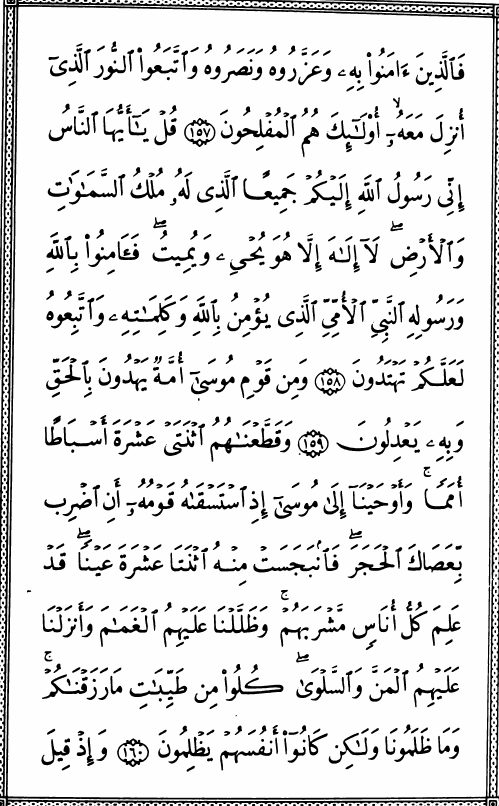 فَٱلَّذِينَ ءَامَنُوا۟ بِهِۦ وَعَزَّرُوهُ وَنَصَرُوهُ وَٱتَّبَعُوا۟ ٱلنُّورَ ٱلَّذِىٓ
أُنزِلَ مَعَهُۥٓ ۙ أُو۟لَـٰٓئِكَ هُمُ ٱلْمُفْلِحُونَ ١٥٧ قُلْ يَـٰٓأَيُّهَا ٱلنَّاسُ
إِنِّى رَسُولُ ٱللَّهِ إِلَيْكُمْ جَمِيعًا ٱلَّذِى لَهُۥ مُلْكُ ٱلسَّمَـٰوَٰتِ
وَٱلْأَرْضِ ۖ لَآ إِلَـٰهَ إِلَّا هُوَ يُحْىِۦ وَيُمِيتُ ۖ فَـَٔامِنُوا۟ بِٱللَّهِ
وَرَسُولِهِ ٱلنَّبِىِّ ٱلْأُمِّىِّ ٱلَّذِى يُؤْمِنُ بِٱللَّهِ وَكَلِمَـٰتِهِۦ وَٱتَّبِعُوهُ
لَعَلَّكُمْ تَهْتَدُونَ ١٥٨ وَمِن قَوْمِ مُوسَىٰٓ أُمَّةٌ يَهْدُونَ بِٱلْحَقِّ
وَبِهِۦ يَعْدِلُونَ ١٥٩ وَقَطَّعْنَـٰهُمُ ٱثْنَتَىْ عَشْرَةَ أَسْبَاطًا
أُمَمًا ۚ وَأَوْحَيْنَآ إِلَىٰ مُوسَىٰٓ إِذِ ٱسْتَسْقَىٰهُ قَوْمُهُۥٓ أَنِ ٱضْرِب
بِّعَصَاكَ ٱلْحَجَرَ ۖ فَٱنۢبَجَسَتْ مِنْهُ ٱثْنَتَا عَشْرَةَ عَيْنًا ۖ قَدْ
عَلِمَ كُلُّ أُنَاسٍ مَّشْرَبَهُمْ ۚ وَظَلَّلْنَا عَلَيْهِمُ ٱلْغَمَـٰمَ وَأَنزَلْنَا
عَلَيْهِمُ ٱلْمَنَّ وَٱلسَّلْوَىٰ ۖ كُلُوا۟ مِن طَيِّبَـٰتِ مَا رَزَقْنَـٰكُمْ ۚ
وَمَا ظَلَمُونَا وَلَـٰكِن كَانُوٓا۟ أَنفُسَهُمْ يَظْلِمُونَ ١٦٠ وَإِذْ قِيلَ